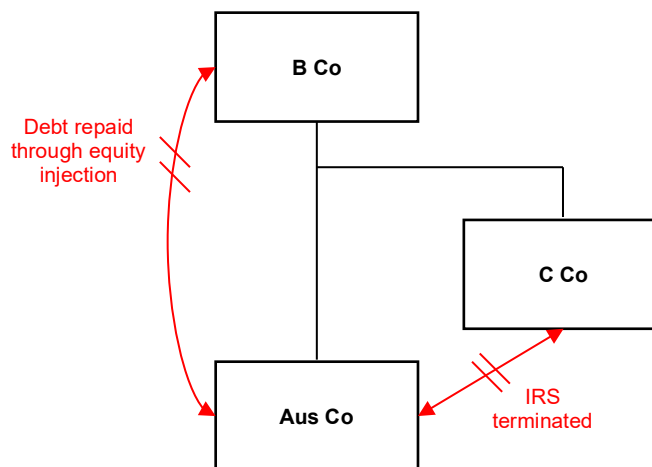 B Co
Debt repaid
through equity
injection
C Co
Aus Co
IRS
terminated